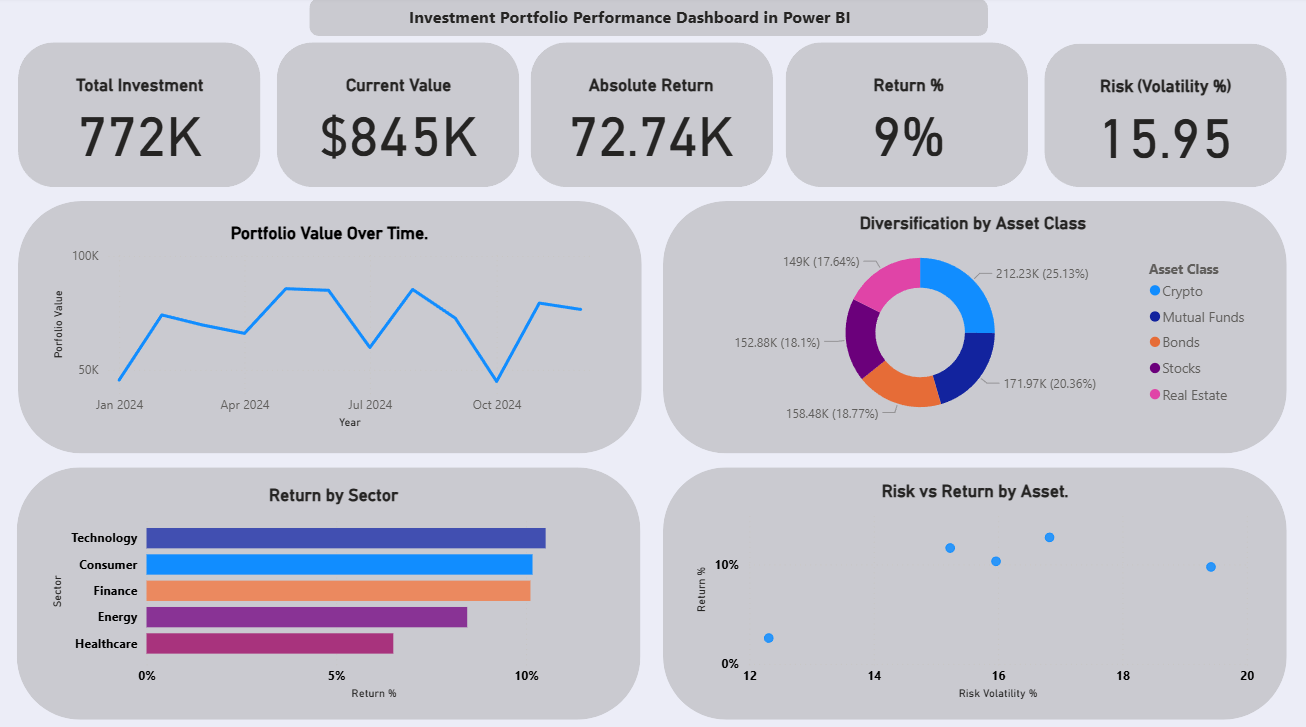 Investment Portfolio Performance Dashboard in Power BI
Total Investment
772K
Current Value
$845K
Absolute Return
72.74K
Return %
9%
Risk (Volatility %)
15.95
Portfolio Value Over Time.
Porfolio Value
100K
50K
Jan 2024
Apr 2024
Jul 2024
Oct 2024
Year
Diversification by Asset Class
149K (17.64%)
212.23K (25.13%)
152.88K (18.1%)
171.97K (20.36%)
158.48K (18.77%)
Asset Class
Crypto
Mutual Funds
Bonds
Stocks
Real Estate
Return by Sector
Sector
Technology
Consumer
Finance
Energy
Healthcare
0%
5%
10%
Return %
Risk vs Return by Asset.
Return %
10%
0%
12
14
16
18
20
Risk Volatility %